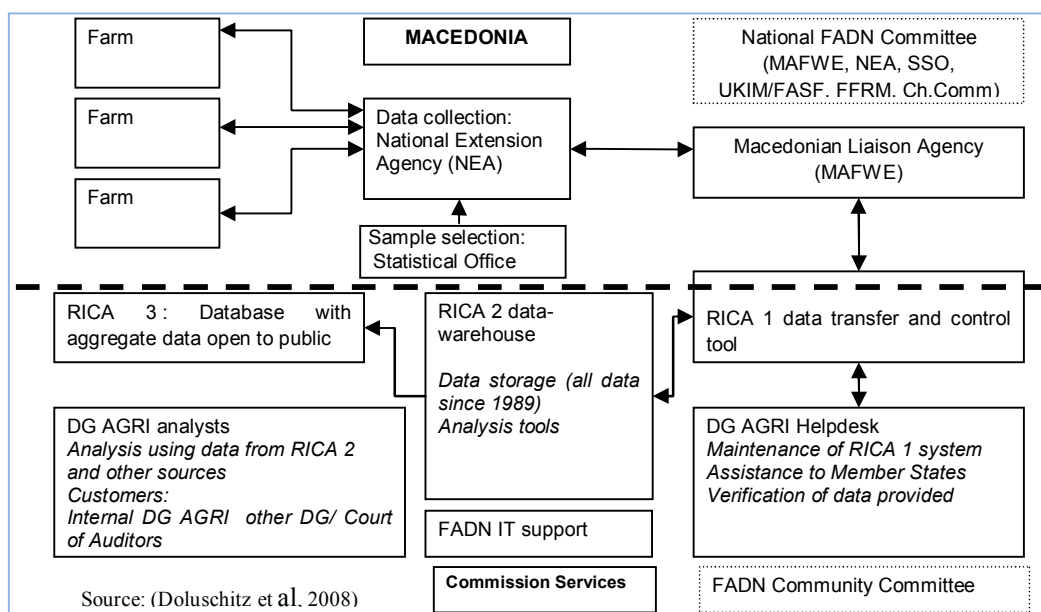 Farm
MACEDONIA
National FADN Committee
(MAFWE, NEA, SSO,
UKIM/FASF. FFRM. Ch.Comm)
Farm
Data collection:
National Extension
Agency (NEA)
Macedonian Liaison Agency
(MAFWE)
Farm
Sample selection:
Statistical Office
RICA 3 : Database with
aggregate data open to public
RICA 2 data-
warehouse
Data storage (all data
since 1989)
Analysis tools
RICA 1 data transfer and control
tool
DG AGRI analysts
Analysis using data from RICA 2
and other sources
Customers:
Internal DG AGRI other DG/ Court
of Auditors
DG AGRI Helpdesk
Maintenance of RICA 1 system
Assistance to Member States
Verification of data provided
FADN IT support
Commission Services
FADN Community Committee
Source: (Doluschitz et al, 2008)